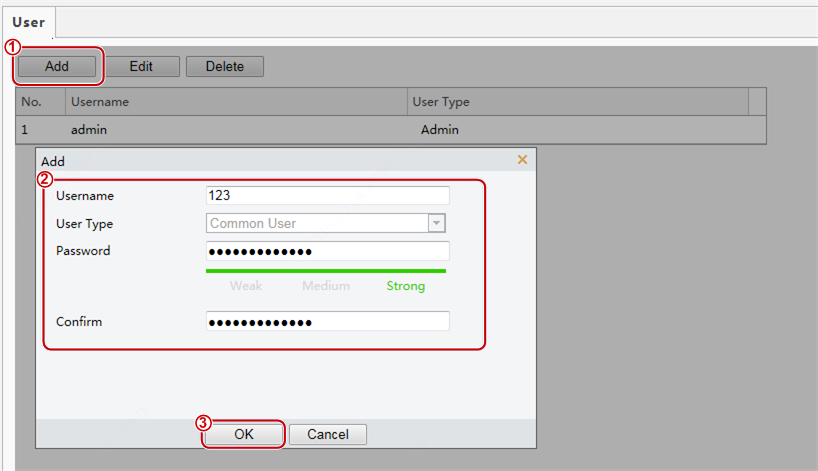 User
1
Add Edit Delete
No. Username User Type
1 admin Admin
Add
2
Username 123
User Type Common User
Password •••••••••••••
Weak Medium Strong
Confirm •••••••••••••
3
OK Cancel